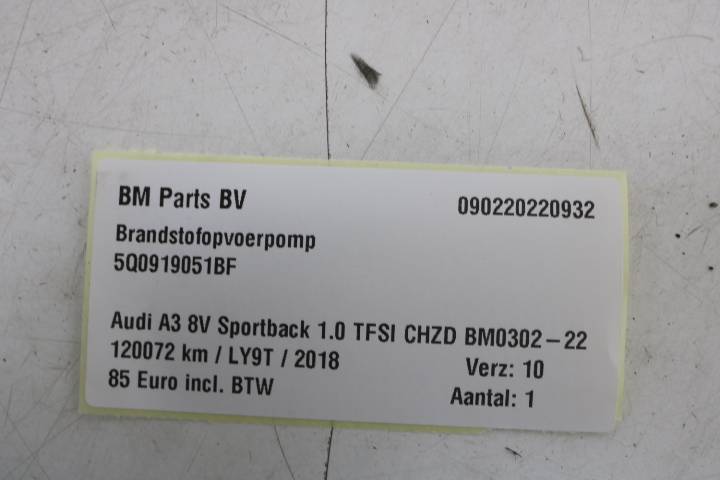 BM Parts BV 090220220932
Brandstofopvoerpomp
5Q0919051BF
Audi A3 8V Sportback 1.0 TFSI CHZD BM0302-22
120072 km / LY9T / 2018 Verz: 10
85 Euro incl. BTW Aantal: 1